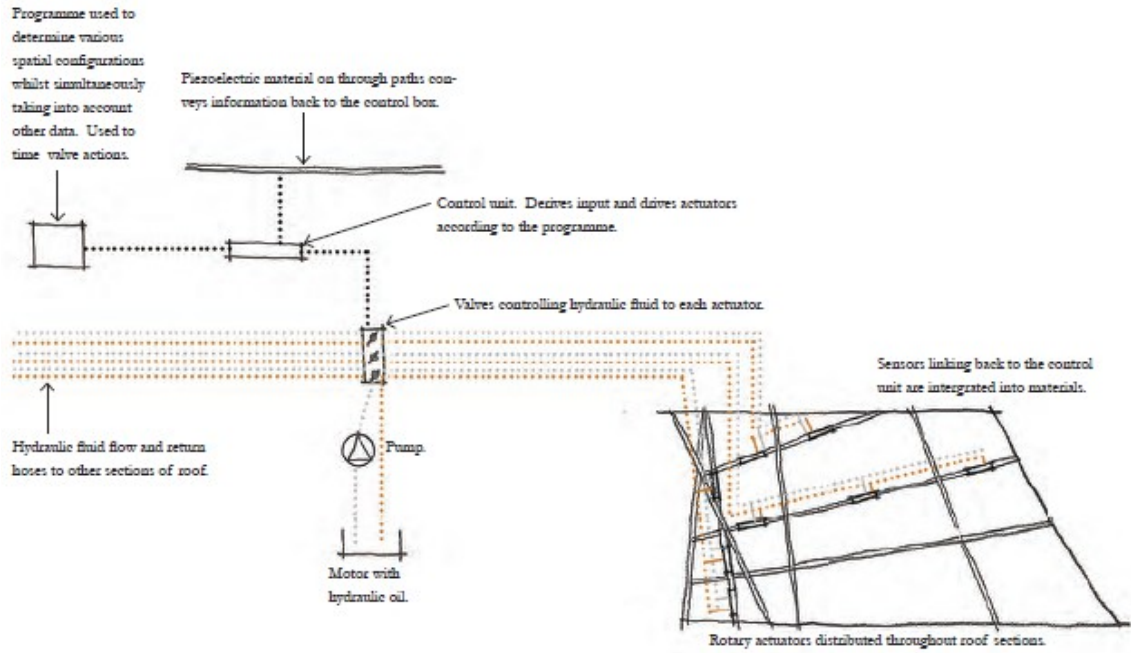 Programme used to
determine various
spatial configurations
whilst simultaneously
taking into account
other data. Used to
time valve actions.
Piezoelectric material on through paths con-
veys information back to the control box.
Control unit. Derives input and drives actuators
according to the programme.
Valves controlling hydraulic fluid to each actuator.
Sensors linking back to the control
unit are intergrated into materials.
Hydraulic fluid flow and return
hoses to other sections of roof.
Pump.
Motor with
hydraulic oil.
Rotary actuators distributed throughout roof sections.